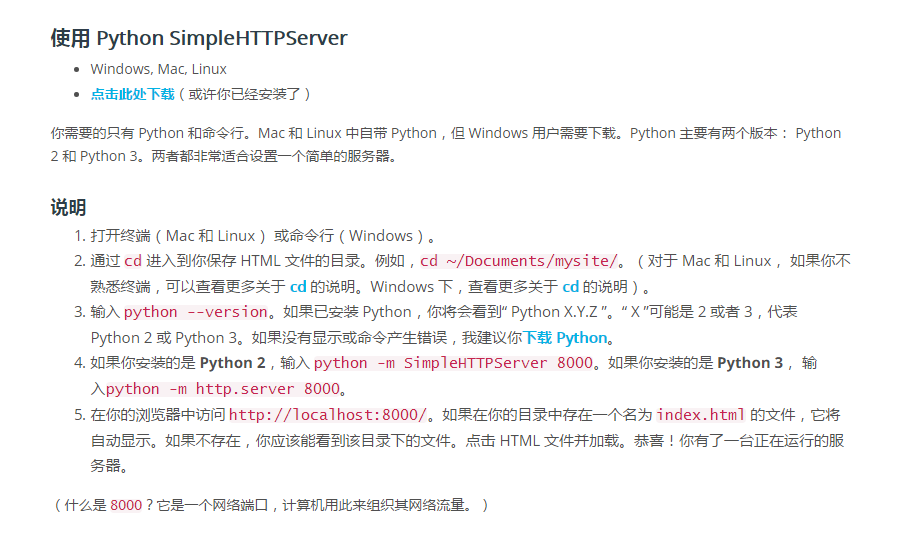 使用 Python SimpleHTTPServer
• Windows, Mac, Linux
• 点击此处下载（或许你已经安装了）
你需要的只有 Python 和命令行。Mac 和 Linux 中自带 Python，但 Windows 用户需要下载。Python 主要有两个版本： Python
2 和 Python 3。两者都非常适合设置一个简单的服务器。
说明
1. 打开终端（Mac 和 Linux） 或命令行（Windows）。
2. 通过 cd 进入到你保存 HTML 文件的目录。例如，cd ~/Documents/mysite/。（对于 Mac 和 Linux， 如果你不
熟悉终端，可以查看更多关于 cd 的说明。Windows 下，查看更多关于 cd 的说明）。
3. 输入 python --version。如果已安装 Python，你将会看到“ Python X.Y.Z ”。“ X ”可能是 2 或者 3，代表
Python 2 或 Python 3。如果没有显示或命令产生错误，我建议你下载 Python。
4. 如果你安装的是 Python 2，输入 python -m SimpleHTTPServer 8000。如果你安装的是 Python 3， 输
入python -m http.server 8000。
5. 在你的浏览器中访问 http://localhost:8000/。如果在你的目录中存在一个名为 index.html 的文件，它将
自动显示。如果不存在，你应该能看到该目录下的文件。点击 HTML 文件并加载。恭喜！你有了一台正在运行的服
务器。
（什么是 8000？它是一个网络端口，计算机用此来组织其网络流量。）